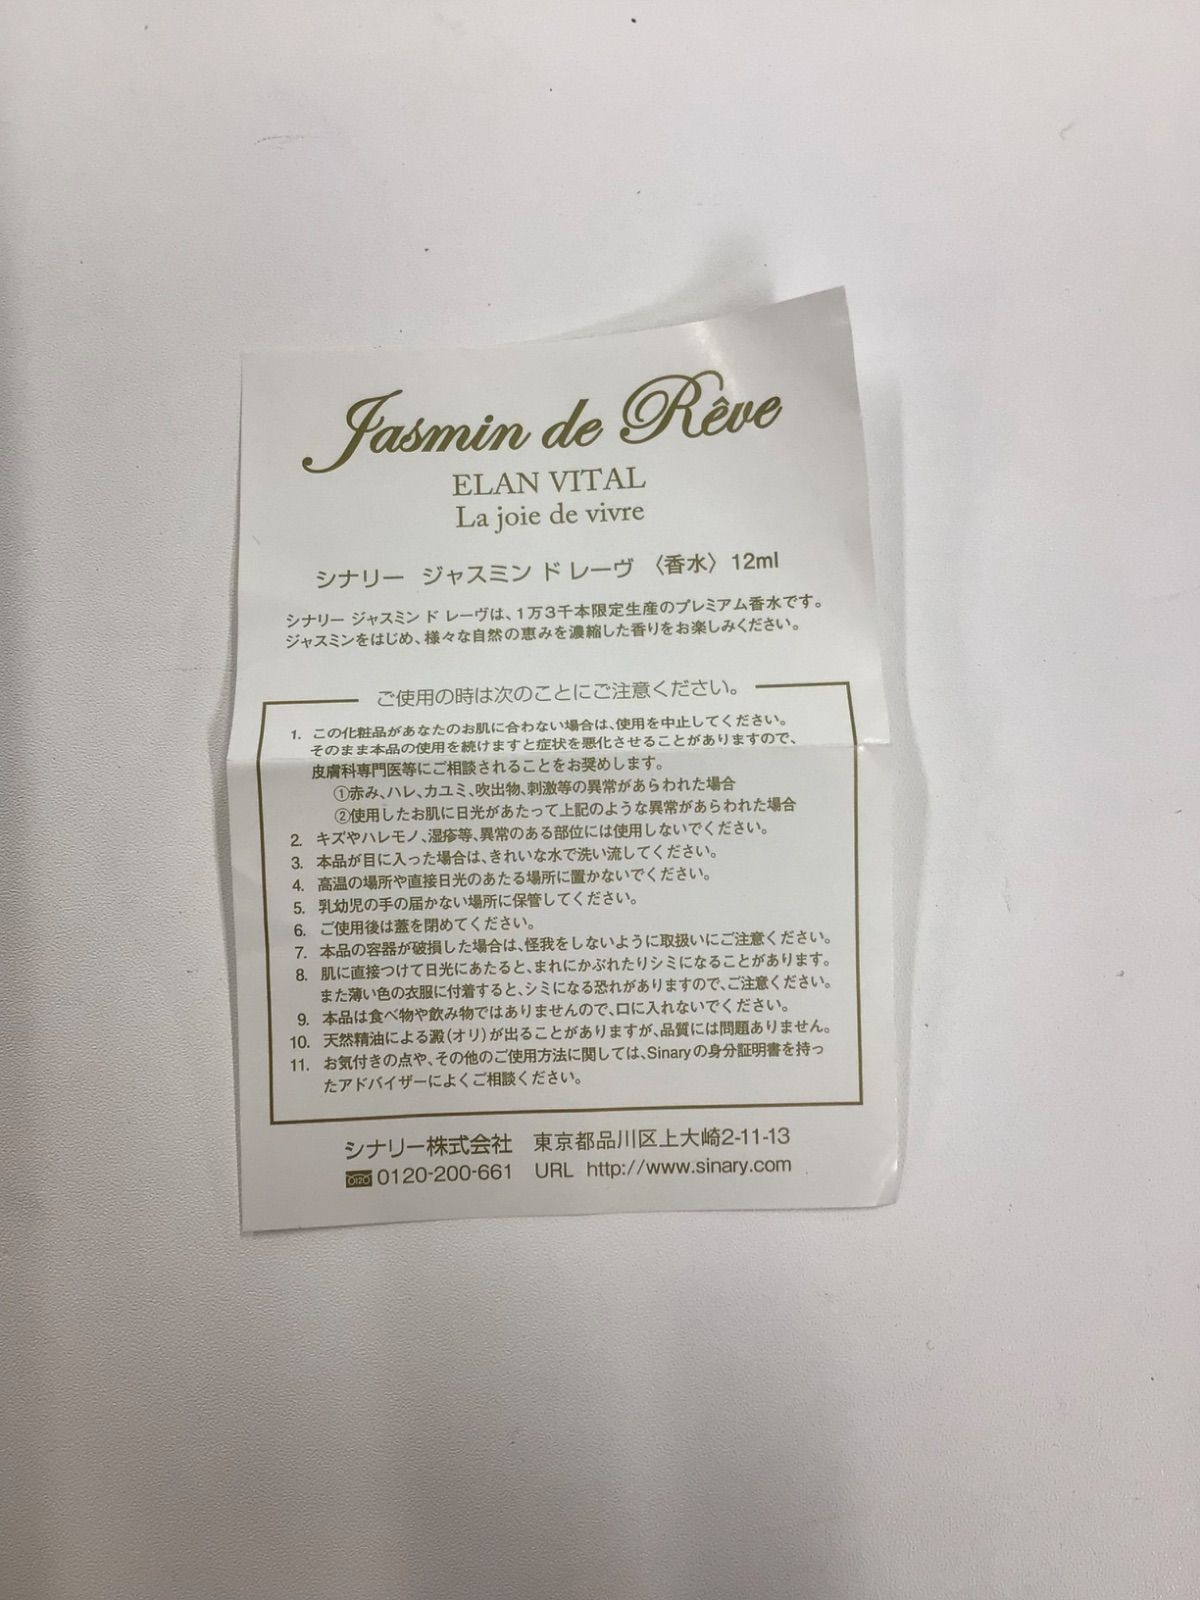 Jasmin de Rêve
ELAN VITAL
La joie de vivre
シナリー ジャスミン ド レーヴ 〈香水〉 12ml
シナリー ジャスミン ド レーヴは、1万3千本限定生産のプレミアム香水です。
ジャスミンをはじめ、様々な自然の恵みを濃縮した香りをお楽しみください。
ご使用の時は次のことにご注意ください。
1. この化粧品があなたのお肌に合わない場合は、使用を中止してください。
そのまま本品の使用を続けますと症状を悪化させることがありますので、
皮膚科専門医等にご相談されることをお奨めします。
①赤み、ハレ、カユミ、吹出物、刺激等の異常があらわれた場合
②使用したお肌に日光があたって上記のような異常があらわれた場合
2. キズやハレモノ、湿疹等、異常のある部位には使用しないでください。
3. 本品が目に入った場合は、きれいな水で洗い流してください。
4. 高温の場所や直接日光のあたる場所に置かないでください。
5. 乳幼児の手の届かない場所に保管してください。
6. ご使用後は蓋を閉めてください。
7. 本品の容器が破損した場合は、怪我をしないように取扱いにご注意ください。
8. 肌に直接つけて日光にあたると、まれにかぶれたりシミになることがあります。
また薄い色の衣服に付着すると、シミになる恐れがありますので、ご注意ください。
9. 本品は食べ物や飲み物ではありませんので、口に入れないでください。
10. 天然精油による澱(オリ)が出ることがありますが、品質には問題ありません。
11. お気付きの点や、その他のご使用方法に関しては、Sinaryの身分証明書を持っ
たアドバイザーによくご相談ください。
シナリー株式会社 東京都品川区上大崎2-11-13
0120 0120-200-661 URL http://www.sinary.com